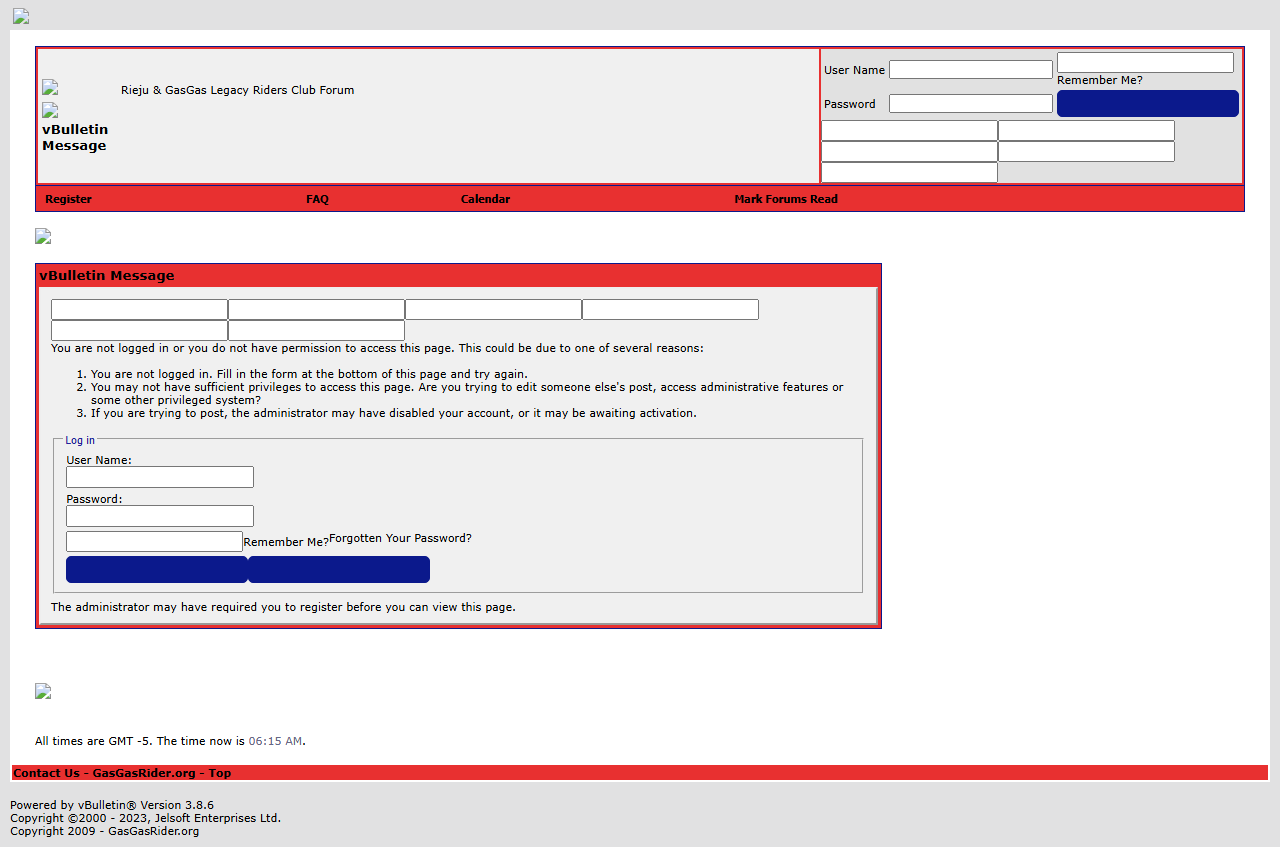 Rieju & GasGas Legacy Riders Club Forum
vBulletin
Message
User Name
Remember Me?
Password
Register FAQ Calendar Mark Forums Read
vBulletin Message
You are not logged in or you do not have permission to access this page. This could be due to one of several reasons:
1. You are not logged in. Fill in the form at the bottom of this page and try again.
2. You may not have sufficient privileges to access this page. Are you trying to edit someone else's post, access administrative features or
some other privileged system?
3. If you are trying to post, the administrator may have disabled your account, or it may be awaiting activation.
Log in
User Name:
Password:
Remember Me? Forgotten Your Password?
The administrator may have required you to register before you can view this page.
All times are GMT -5. The time now is 06:15 AM.
Contact Us - GasGasRider.org - Top
Powered by vBulletin® Version 3.8.6
Copyright ©2000 - 2023, Jelsoft Enterprises Ltd.
Copyright 2009 - GasGasRider.org